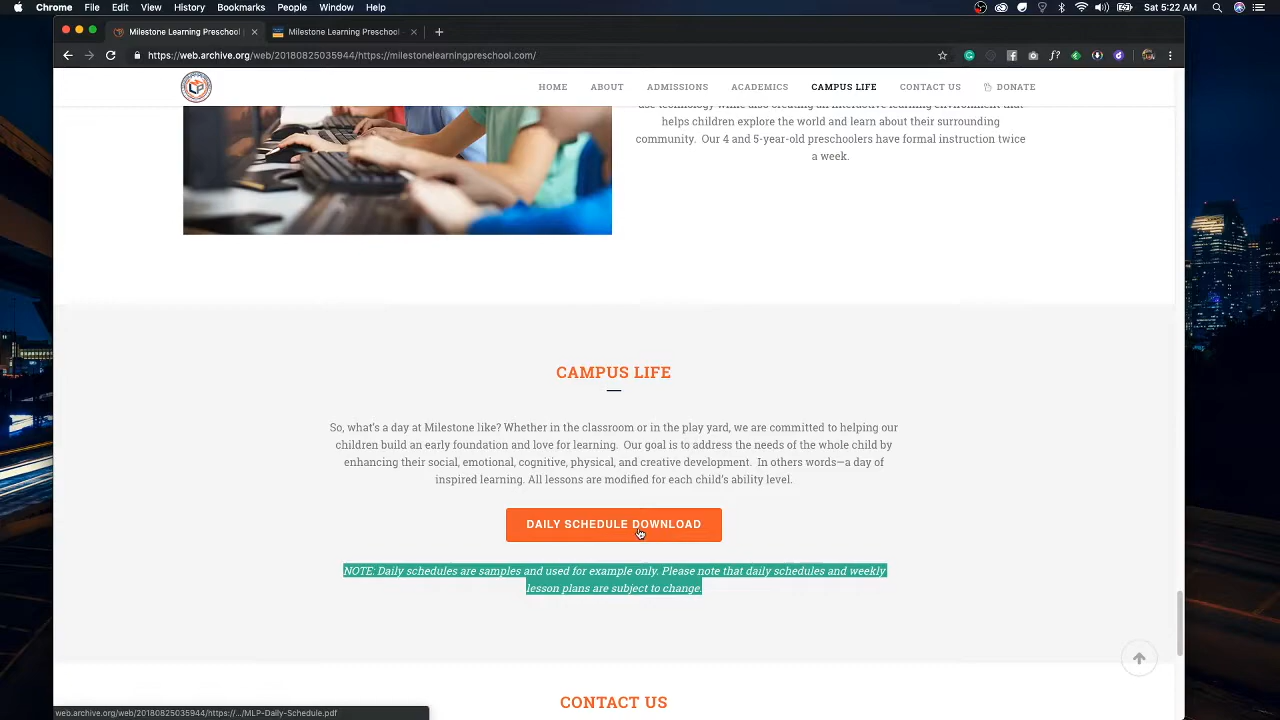 Chrome File Edit View History Bookmarks People Window Help Sat 5:22 AM
Milestone Learning Preschool
Milestone Learning Preschool
https://web.archive.org/web/20180825035944/https://milestonelearningpreschool.com/
HOME ABOUT ADMISSIONS ACADEMICS CAMPUS LIFE CONTACT US DONATE
use technology while also creating an interactive learning environment that
helps children explore the world and learn about their surrounding
community. Our 4 and 5-year-old preschoolers have formal instruction twice
a week.
CAMPUS LIFE
So, what's a day at Milestone like? Whether in the classroom or in the play yard, we are committed to helping our
children build an early foundation and love for learning. Our goal is to address the needs of the whole child by
enhancing their social, emotional, cognitive, physical, and creative development. In others words—a day of
inspired learning. All lessons are modified for each child's ability level.
DAILY SCHEDULE DOWNLOAD
NOTE: Daily schedules are samples and used for example only. Please note that daily schedules and weekly
lesson plans are subject to change.
CONTACT US
web.archive.org/web/20180825035944/https://.../MLP-Daily-Schedule.pdf